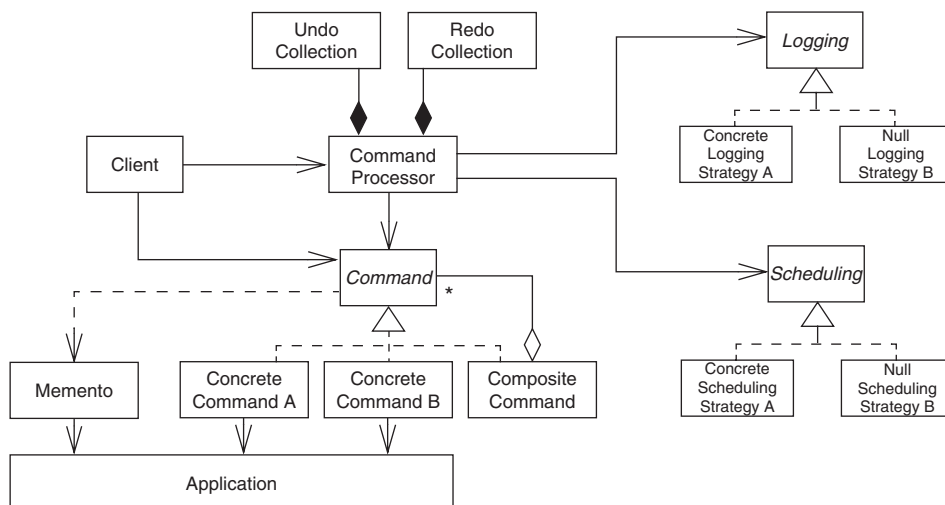 Undo
Collection
Redo
Collection
Logging
Client
Command
Processor
Concrete
Logging
Strategy A
Null
Logging
Strategy B
Command
*
Scheduling
Memento
Concrete
Command A
Concrete
Command B
Composite
Command
Concrete
Scheduling
Strategy A
Null
Scheduling
Strategy B
Application